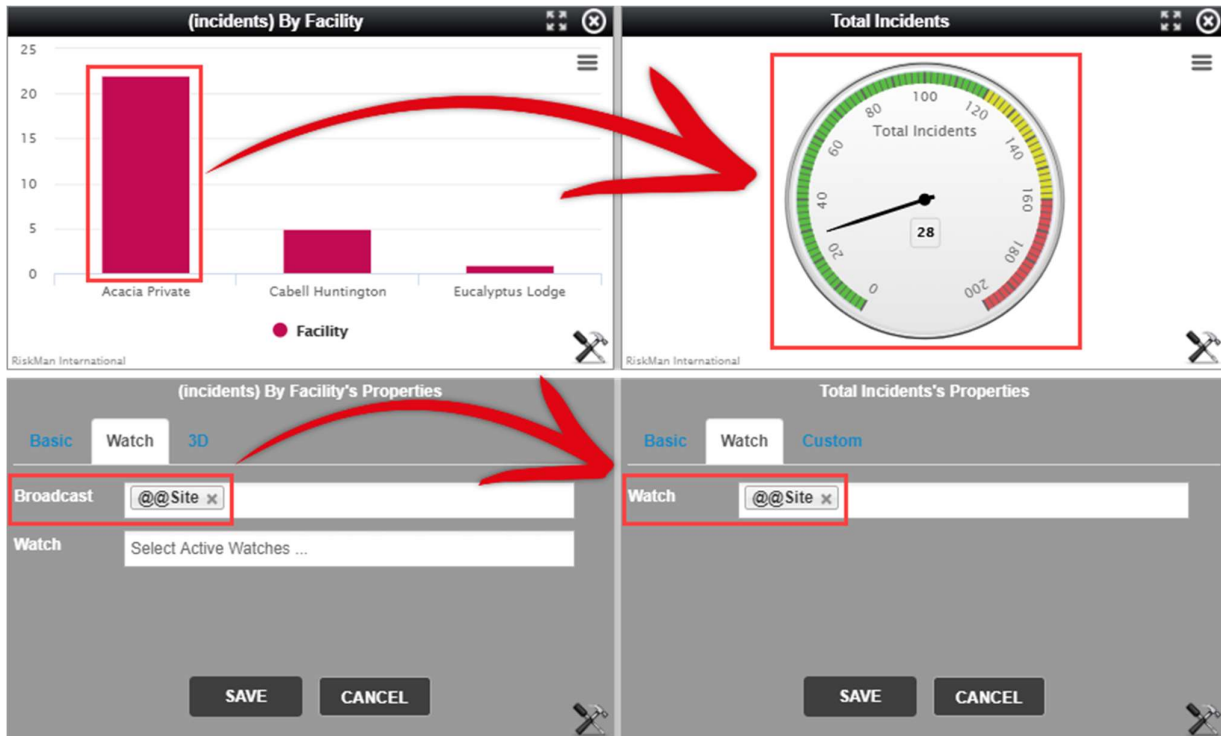 (incidents) By Facility
25
20
15
10
5
0
Acacia Private
Cabell Huntington
Eucalyptus Lodge
Facility
RiskMan International
Total Incidents
0
20
40
60
80
100
120
140
160
180
200
Total Incidents
28
RiskMan International
(incidents) By Facility's Properties
Basic Watch 3D
Broadcast @@Site ×
Watch Select Active Watches ...
SAVE CANCEL
Total Incidents's Properties
Basic Watch Custom
Watch @@Site ×
SAVE CANCEL